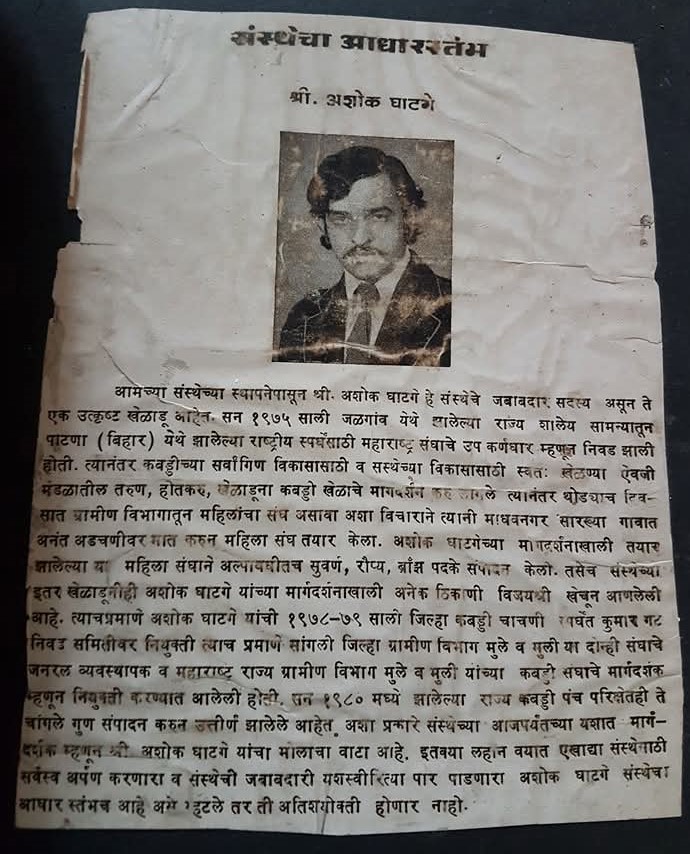 संस्थेचा आधारस्तंभ
श्री. अशोक घाटगे
आमच्या संस्थेच्या स्थापनेपासून श्री. अशोक घाटगे हे संस्थेचे जबाबदार सदस्य असून ते
एक उत्कृष्ट खेळाडू आहेत. सन १९७५ साली जळगांव येथे झालेल्या राज्य शालेय सामन्यातून
पाटणा (बिहार) येथे झालेल्या राष्ट्रीय स्पर्धेसाठी महाराष्ट्र संघाचे उप कर्णधार म्हणून निवड झाली
होती. त्यानंतर कबड्डीच्या सर्वांगिण विकासासाठी व संस्थेच्या विकासासाठी स्वतः खेळण्या ऐवजी
मंडळातील तरुण, होतकरु, खेळाडूना कबड्डी खेळाचे मार्गदर्शन करु लागले त्यानंतर थोड्याच दिव-
सात ग्रामीण विभागातून महिलांचा संघ असावा अशा विचाराने त्यानी माधवनगर सारख्या गावात
अनंत अडचणीवर मात करुन महिला संघ तयार केला. अशोक घाटगेच्या मार्गदर्शनाखाली तयार
झालेल्या या महिला संघाने अल्पावधीतच सुवर्ण, रौप्य, ब्राँझ पदके संपादन केली. तसेच संस्थेच्या
इतर खेळाडूनीही अशोक घाटगे यांच्या मार्गदर्शनाखाली अनेक ठिकाणी विजयश्री खेचून आणलेली
आहे. त्याचप्रमाणे अशोक घाटगे यांची १९७८-७९ साली जिल्हा कबड्डी चाचणी स्पर्धेत कुमार गट
निवड समितीवर नियुक्ती त्याच प्रमाणे सांगली जिल्हा ग्रामीण विभाग मुले व मुली या दोन्ही संघाचे
जनरल व्यवस्थापक व महाराष्ट्र राज्य ग्रामीण विभाग मुले व मुली यांच्या कबड्डी संघाचे मार्गदर्शक
म्हणून नियुक्ती करण्यात आलेली होती. सन १९८० मध्ये झालेल्या राज्य कबड्डी पंच परिक्षेतही ते
चांगले गुण संपादन करुन उत्तीर्ण झालेले आहेत. अशा प्रकारे संस्थेच्या आजपर्यंतच्या यशात मार्ग-
दर्शक म्हणून श्री. अशोक घाटगे यांचा मोलाचा वाटा आहे. इतक्या लहान वयात एखाद्या संस्थेसाठी
सर्वस्व अर्पण करणारा व संस्थेची जबाबदारी यशस्वीरित्या पार पाडणारा अशोक घाटगे संस्थेचा
आधार स्तंभच आहे असे म्हटले तर ती अतिशयोक्ती होणार नाही.